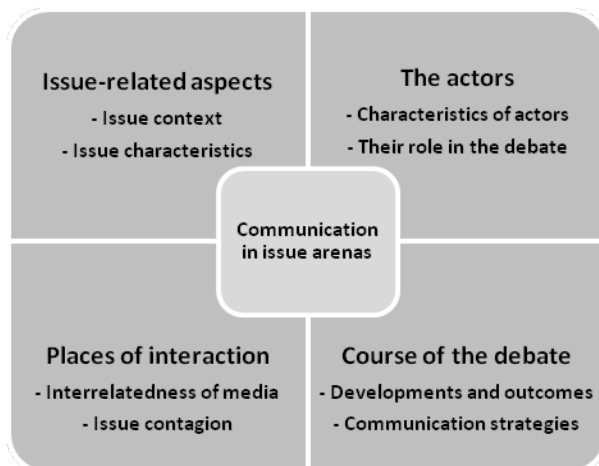 Issue-related aspects
- Issue context
- Issue characteristics
The actors
- Characteristics of actors
- Their role in the debate
Communication
in issue arenas
Places of interaction
- Interrelatedness of media
- Issue contagion
Course of the debate
- Developments and outcomes
- Communication strategies